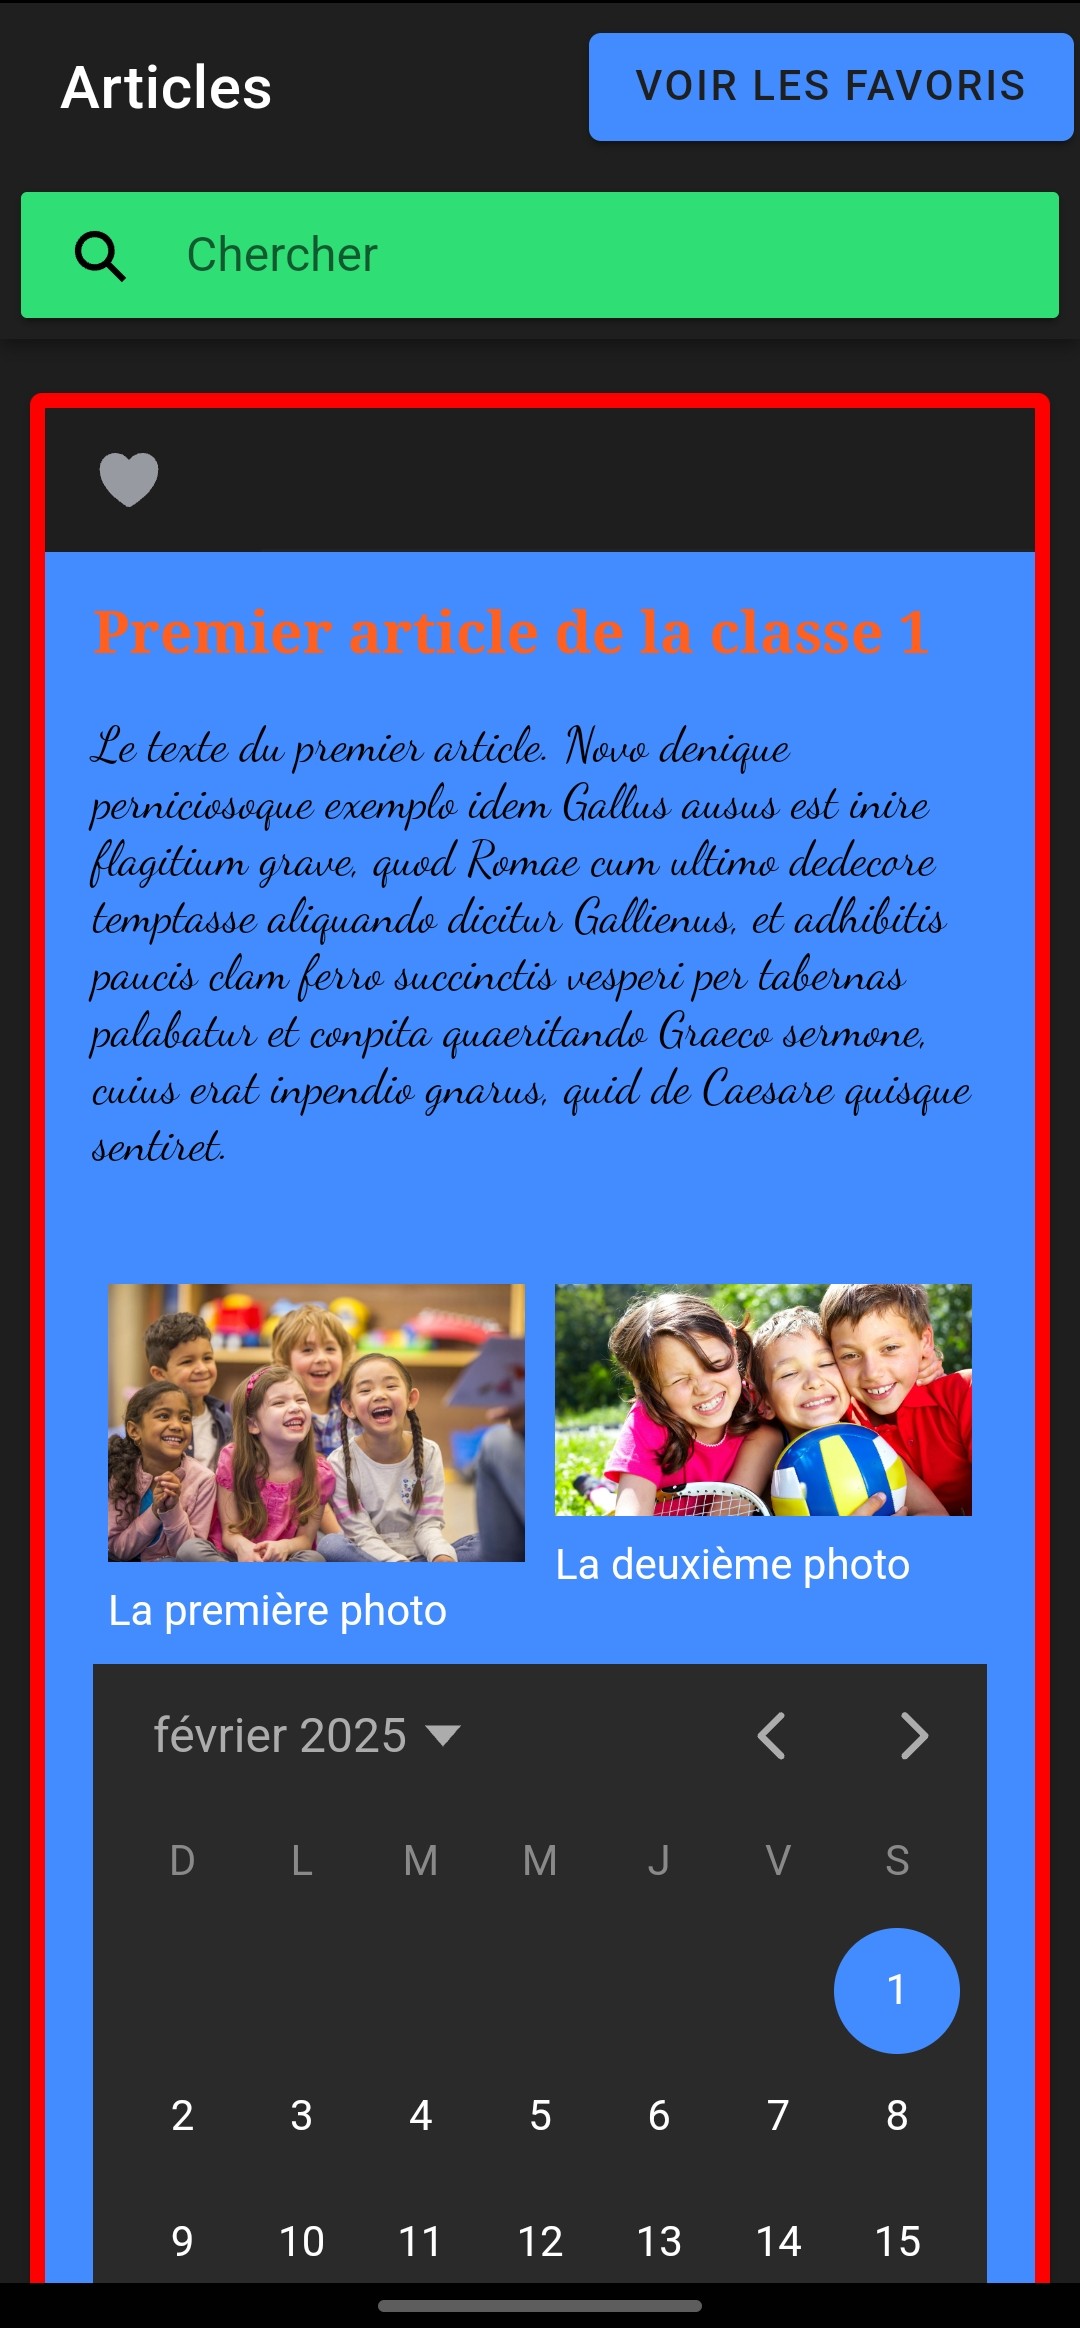 Articles
VOIR LES FAVORIS
Chercher
Premier article de la classe 1
Le texte du premier article. Novo denique
perniciosoque exemplo idem Gallus ausus est inire
flagitium grave, quod Romae cum ultimo dedecore
temptasse aliquando dicitur Gallienus, et adhibitis
paucis clam ferro succinctis vesperi per tabernas
palabatur et conpita quaeritando Graeco sermone,
cuius erat inpendio gnarus, quid de Caesare quisque
sentiret.
La première photo
La deuxième photo
février 2025
D L M M J V S
1
2 3 4 5 6 7 8
9 10 11 12 13 14 15